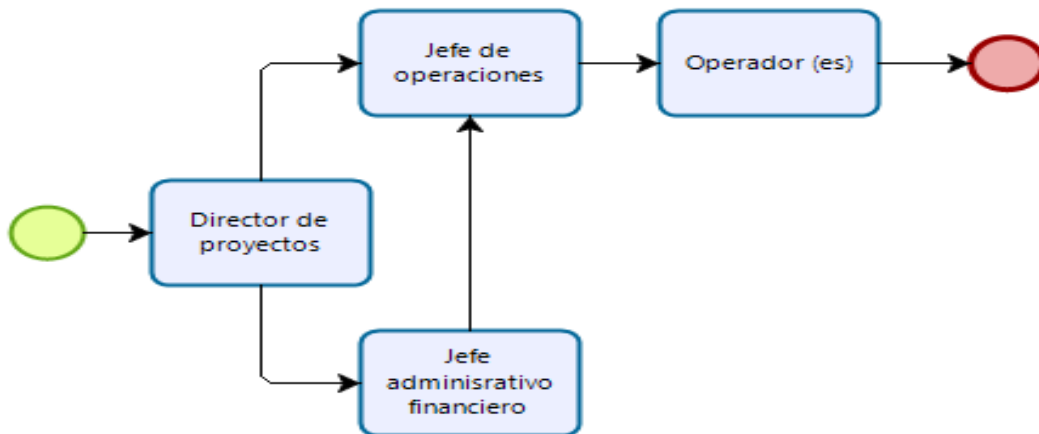 Jefe de
operaciones
Operador (es)
Director de
proyectos
Jefe
adminisrativo
financiero